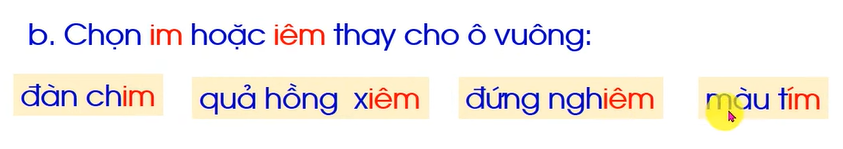 b. Chọn im hoặc iêm thay cho ô vuông:
đàn chim quả hồng xiêm đứng nghiêm màu tím